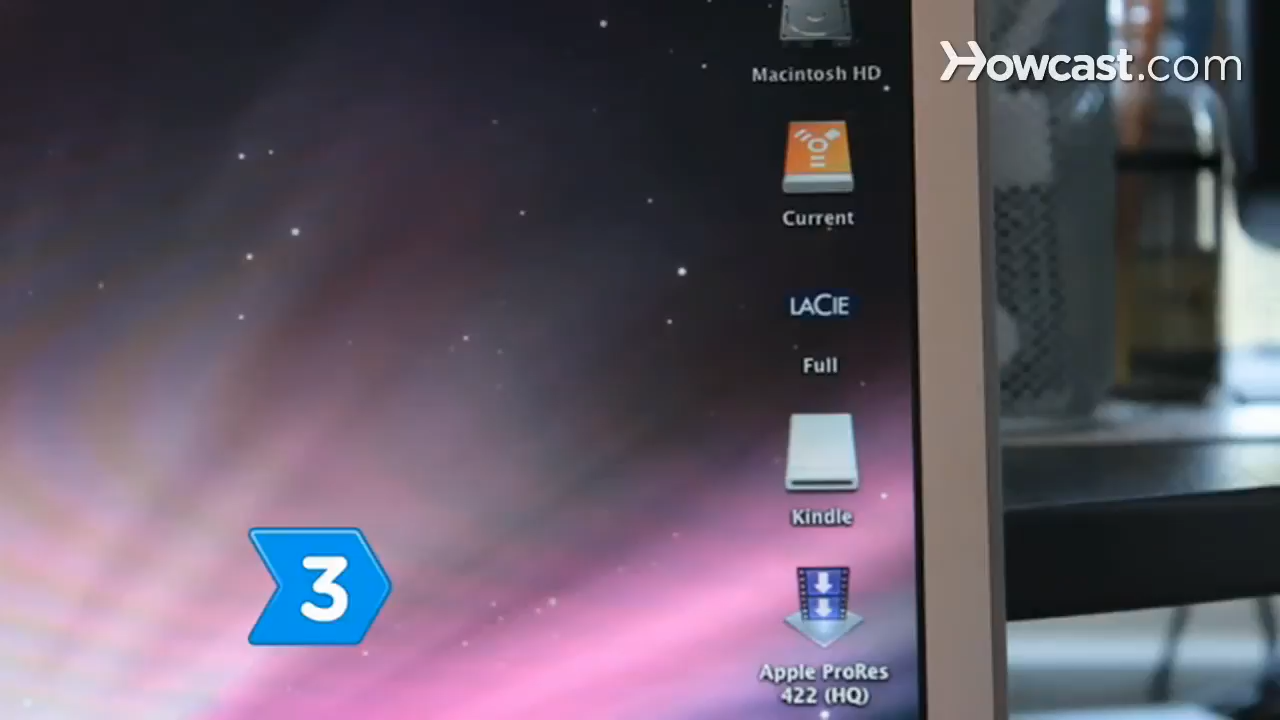 Macintosh HD
Howcast.com
Current
LACIE
Full
Kindle
3
Apple ProRes
422 (HQ)